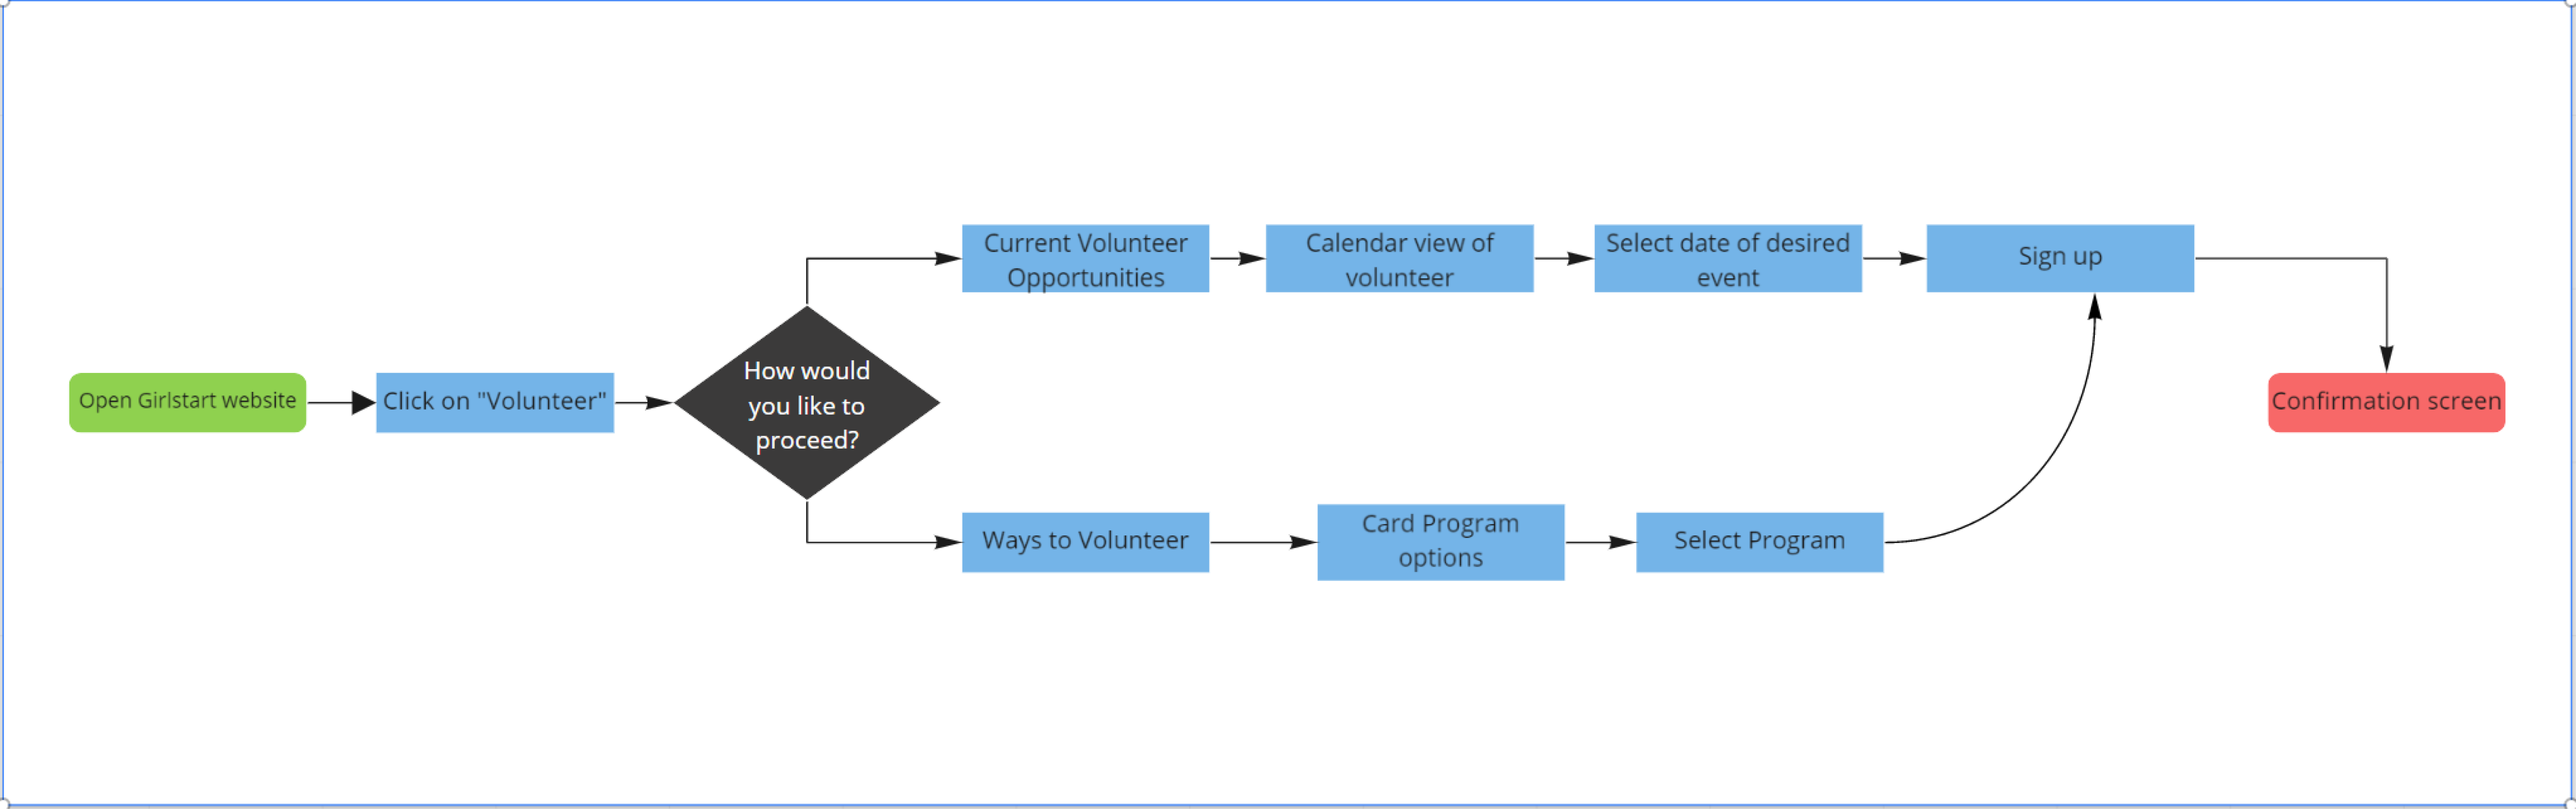 Open Girlstart website
Click on "Volunteer"
How would
you like to
proceed?
Current Volunteer
Opportunities
Calendar view of
volunteer
Select date of desired
event
Sign up
Ways to Volunteer
Card Program
options
Select Program
Confirmation screen